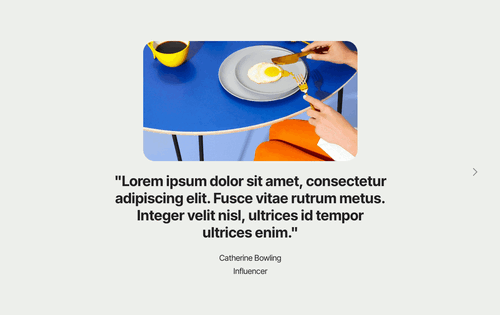 "Lorem ipsum dolor sit amet, consectetur
adipiscing elit. Fusce vitae rutrum metus.
Integer velit nisl, ultrices id tempor
ultrices enim."
Catherine Bowling
Influencer